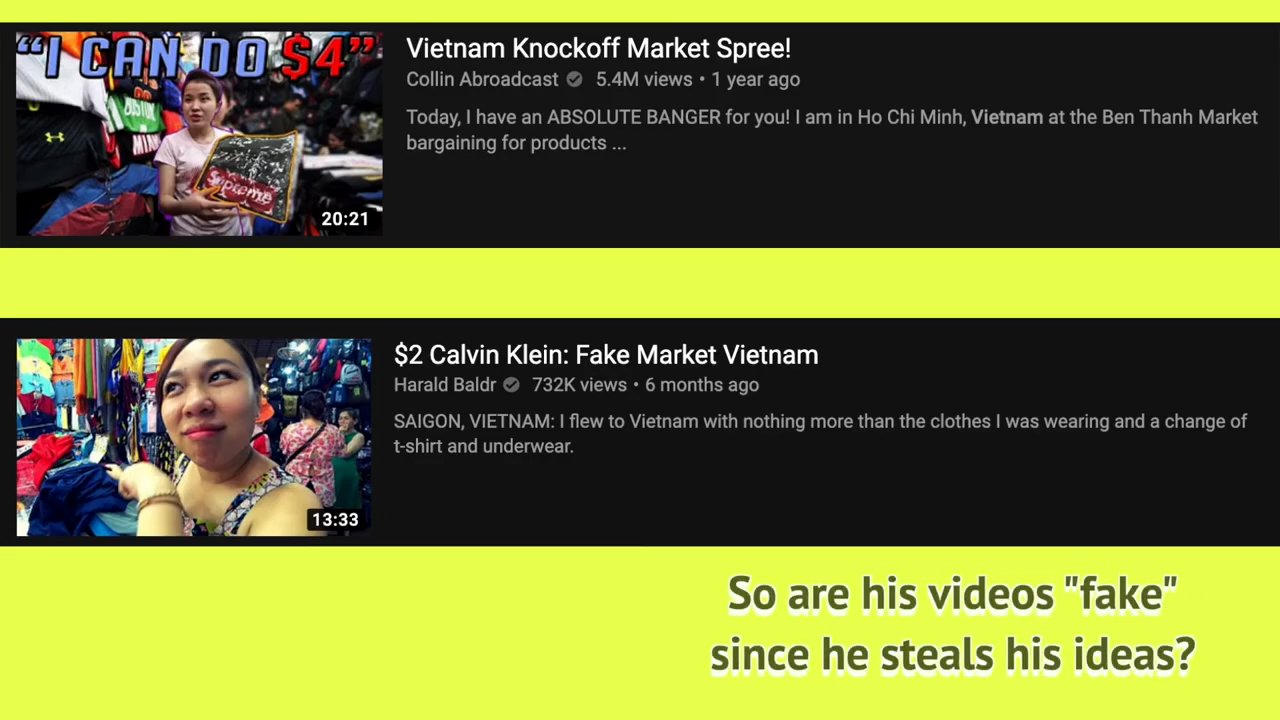 "I CAN DO $4"
BOSTON
MINN
Supreme
20:21
Vietnam Knockoff Market Spree!
Collin Abroadcast 5.4M views • 1 year ago
Today, I have an ABSOLUTE BANGER for you! I am in Ho Chi Minh, Vietnam at the Ben Thanh Market
bargaining for products ...
13:33
$2 Calvin Klein: Fake Market Vietnam
Harald Baldr 732K views • 6 months ago
SAIGON, VIETNAM: I flew to Vietnam with nothing more than the clothes I was wearing and a change of
t-shirt and underwear.
So are his videos "fake"
since he steals his ideas?